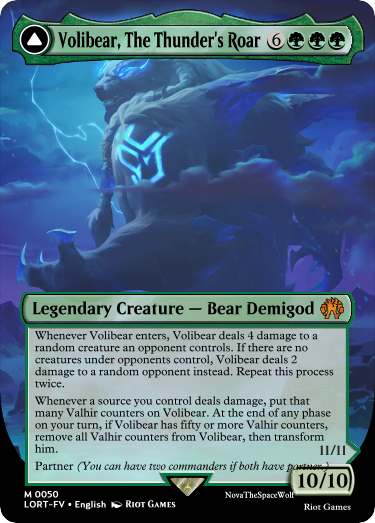 Volibear, The Thunder's Roar 6
Legendary Creature — Bear Demigod
Whenever Volibear enters, Volibear deals 4 damage to a
random creature an opponent controls. If there are no
creatures under opponents control, Volibear deals 2
damage to a random opponent instead. Repeat this process
twice.
Whenever a source you control deals damage, put that
many Valhir counters on Volibear. At the end of any phase
on your turn, if Volibear has fifty or more Valhir counters,
remove all Valhir counters from Volibear, then transform
him.
11/11
Partner (You can have two commanders if both have partner.)
10/10
M 0050
LORT-FV • English Riot Games
NovaTheSpaceWolf
Riot Games